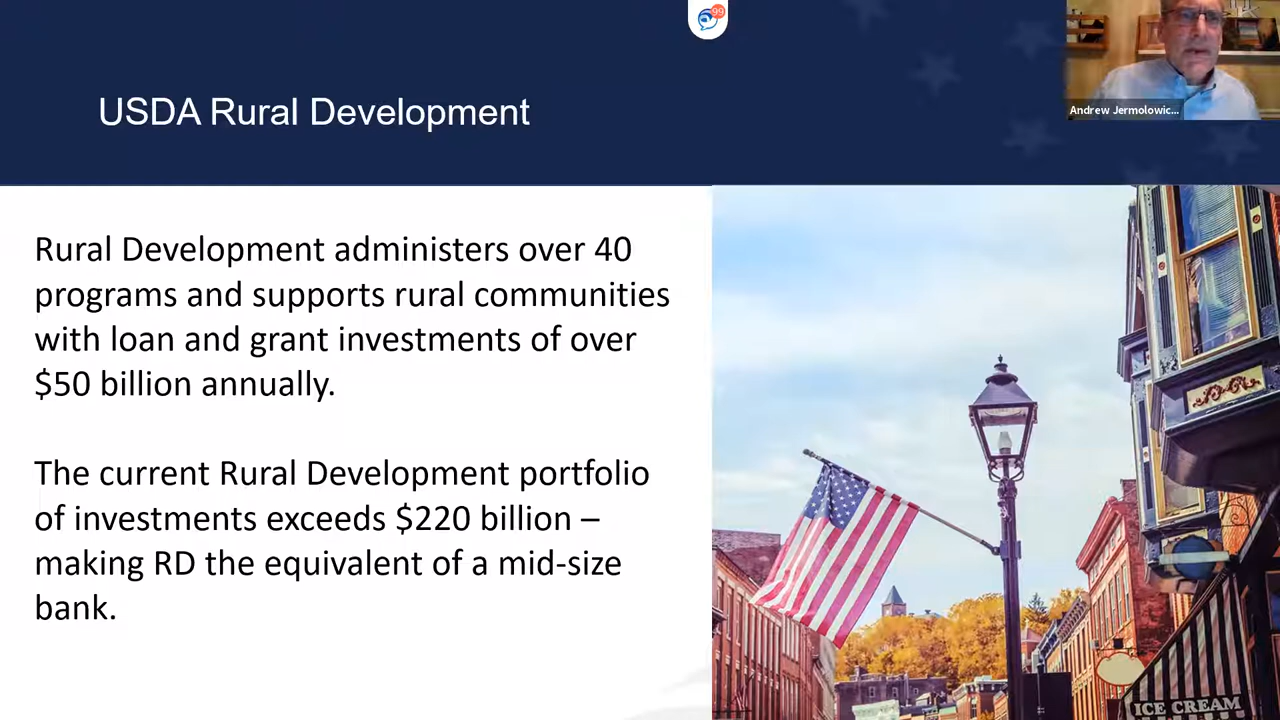 99
USDA Rural Development
Andrew Jermolowic...
Rural Development administers over 40
programs and supports rural communities
with loan and grant investments of over
$50 billion annually.
The current Rural Development portfolio
of investments exceeds $220 billion –
making RD the equivalent of a mid-size
bank.
ICE CREAM